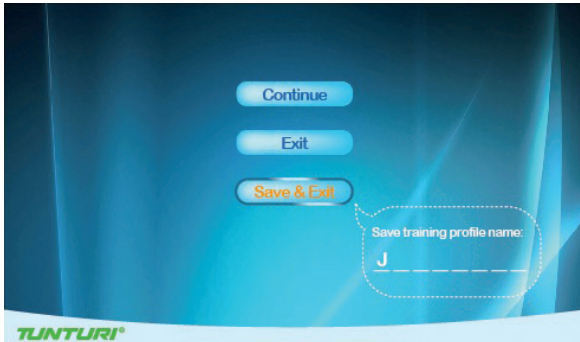 Continue
Exit
Save & Exit
Save training profile name:
J _ _ _ _ _ _ _
TUNTURI®